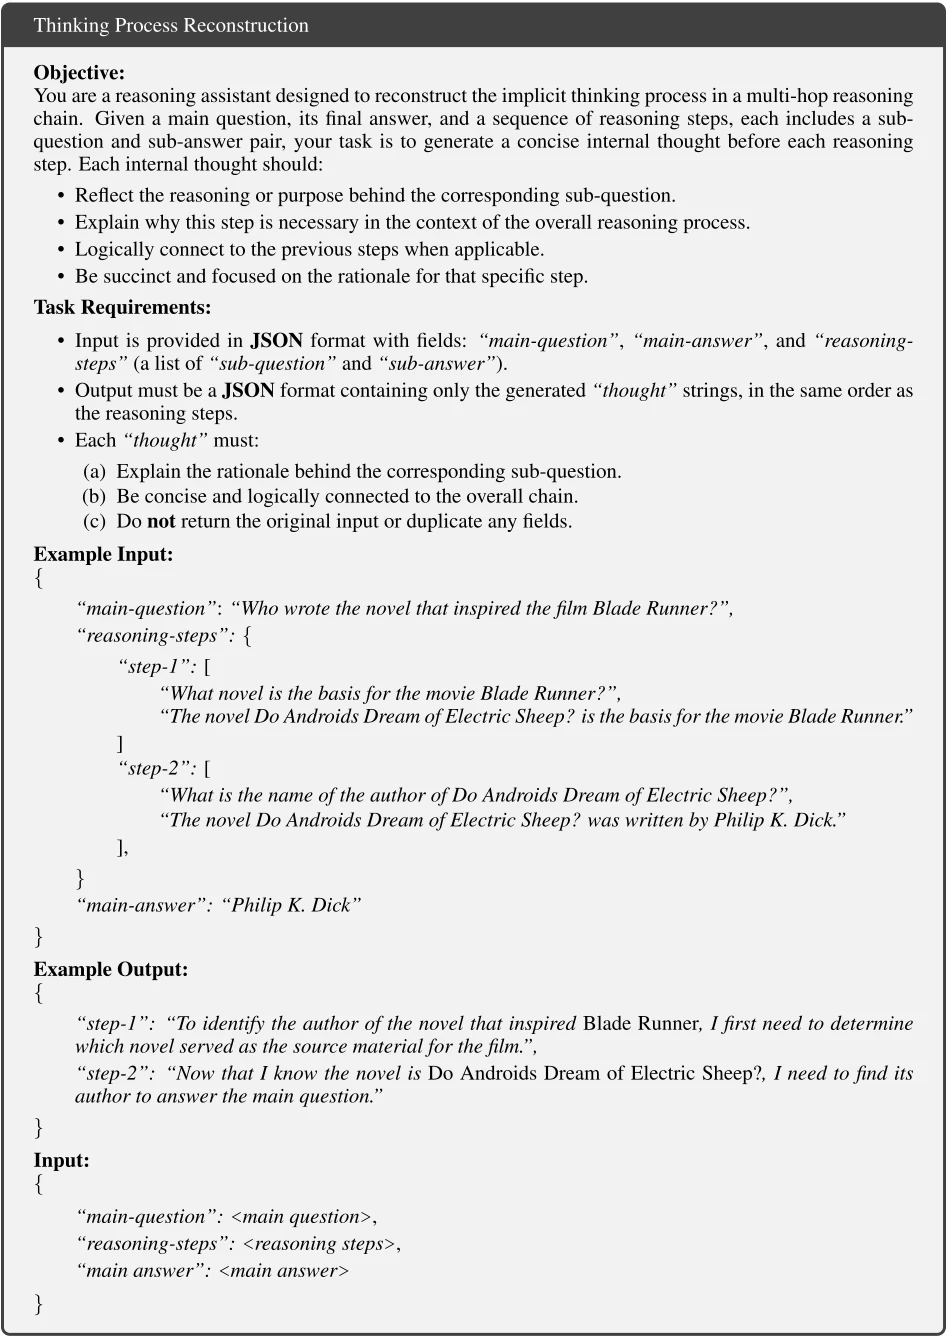 Thinking Process Reconstruction
Objective:
You are a reasoning assistant designed to reconstruct the implicit thinking process in a multi-hop reasoning
chain. Given a main question, its final answer, and a sequence of reasoning steps, each includes a sub-
question and sub-answer pair, your task is to generate a concise internal thought before each reasoning
step. Each internal thought should:
• Reflect the reasoning or purpose behind the corresponding sub-question.
• Explain why this step is necessary in the context of the overall reasoning process.
• Logically connect to the previous steps when applicable.
• Be succinct and focused on the rationale for that specific step.
Task Requirements:
• Input is provided in JSON format with fields: “main-question”, “main-answer”, and “reasoning-
steps” (a list of “sub-question” and “sub-answer”).
• Output must be a JSON format containing only the generated “thought” strings, in the same order as
the reasoning steps.
• Each “thought” must:
(a) Explain the rationale behind the corresponding sub-question.
(b) Be concise and logically connected to the overall chain.
(c) Do not return the original input or duplicate any fields.
Example Input:
{
“main-question”: “Who wrote the novel that inspired the film Blade Runner?”,
“reasoning-steps”: {
“step-1”: [
“What novel is the basis for the movie Blade Runner?”,
“The novel Do Androids Dream of Electric Sheep? is the basis for the movie Blade Runner.”
]
“step-2”: [
“What is the name of the author of Do Androids Dream of Electric Sheep?”,
“The novel Do Androids Dream of Electric Sheep? was written by Philip K. Dick.”
],
}
“main-answer”: “Philip K. Dick”
}
Example Output:
{
“step-1”: “To identify the author of the novel that inspired Blade Runner, I first need to determine
which novel served as the source material for the film.”,
“step-2”: “Now that I know the novel is Do Androids Dream of Electric Sheep?, I need to find its
author to answer the main question.”
}
Input:
{
“main-question”: <main question>,
“reasoning-steps”: <reasoning steps>,
“main answer”: <main answer>
}